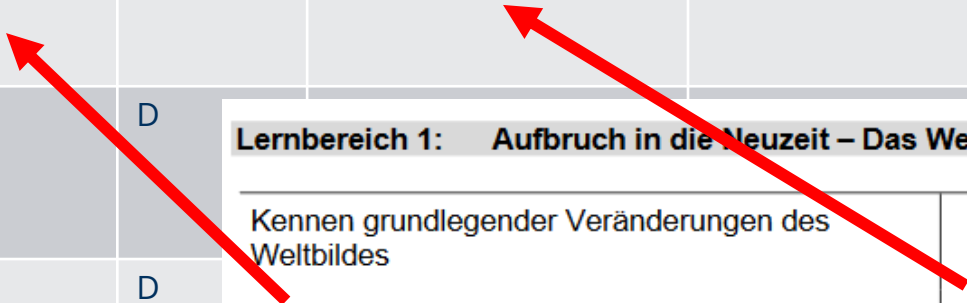 D
Lernbereich 1: Aufbruch in die Neuzeit – Das We
Kennen grundlegender Veränderungen des
Weltbildes
D